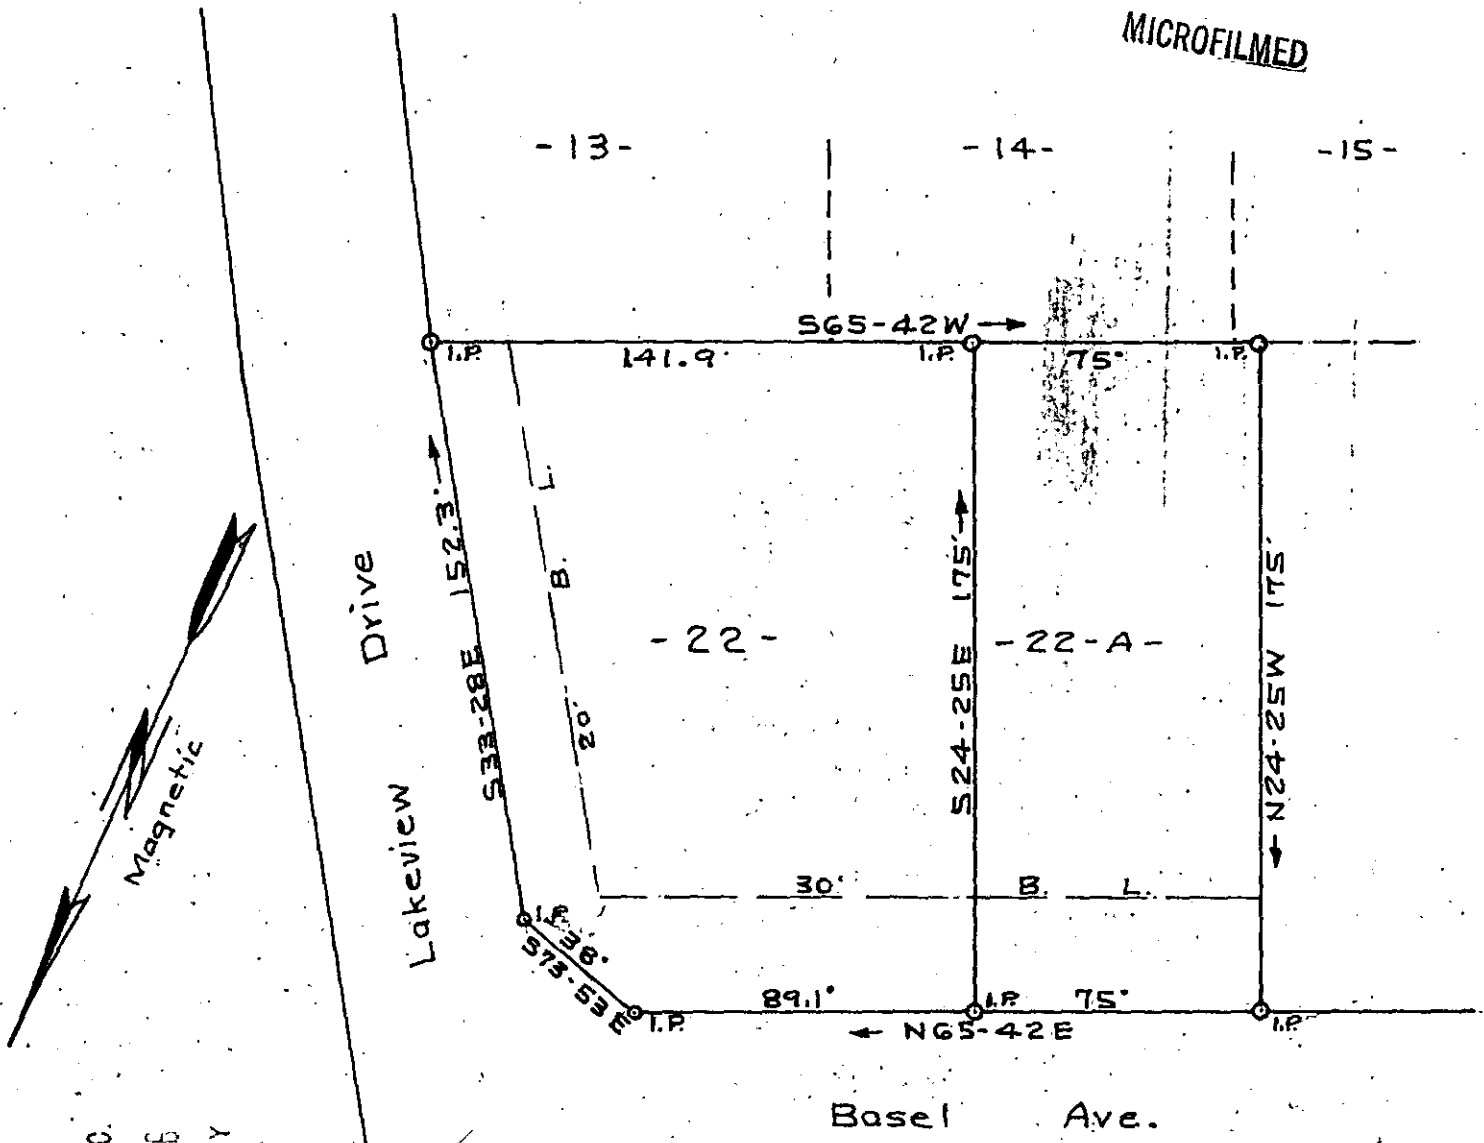 MICROFILMED
-13-
-14-
-15-
S65-42W
I.P.
141.9'
I.P.
75'
I.P.
152.3'
S33-28E
L.
B.
20'
Drive
Lakeview
Magnetic
-22-
S24-25E 175'
-22-A-
N24-25W 175'
30' B. L.
I.P.
38'
S73-53E
I.P.
89.1'
I.P.
75'
I.P.
N65-42E
Basel Ave.